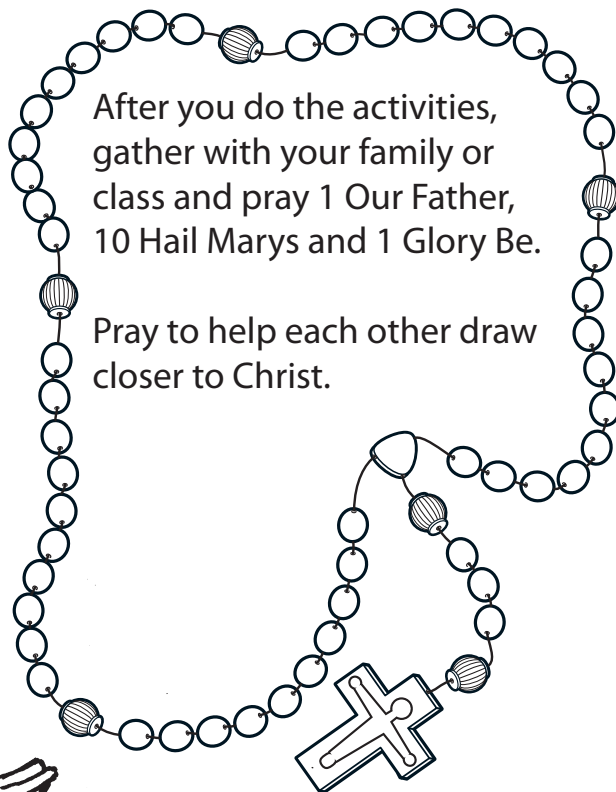 After you do the activities,
gather with your family or
class and pray 1 Our Father,
10 Hail Marys and 1 Glory Be.
Pray to help each other draw
closer to Christ.